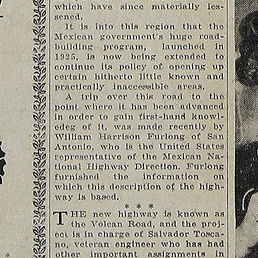 which have since materially les-
sened.
It is into this region that the
Mexican government's huge road-
building program, launched in
1925, is now being extended to
continue its policy of opening up
certain hitherto little known and
practically inaccessible areas.
A trip over this road to the
point where it has been advanced
in order to gain first-hand knowl-
edeg of it, was made recently by
William Harrison Furlong of San
Antonio, who is the United States
representative of the Mexican Na-
tional Highway Direction. Furlong
furnished the information on
which this description of the high-
way is based.
* * *
THE new highway is known as
the Volcan Road, and the proj-
ect is in charge of Salvador Tosca-
no, veteran engineer who has had
other important assignments in